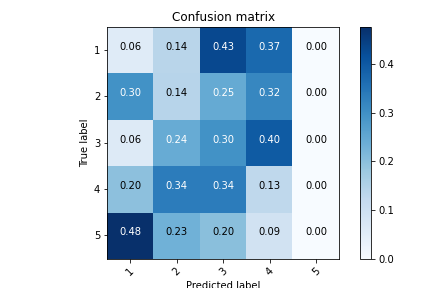 Confusion matrix
1 0.06 0.14 0.43 0.37 0.00
2 0.30 0.14 0.25 0.32 0.00
3 0.06 0.24 0.30 0.40 0.00
4 0.20 0.34 0.34 0.13 0.00
5 0.48 0.23 0.20 0.09 0.00
True label
1 2 3 4 5
Predicted label
0.4
0.3
0.2
0.1
0.0